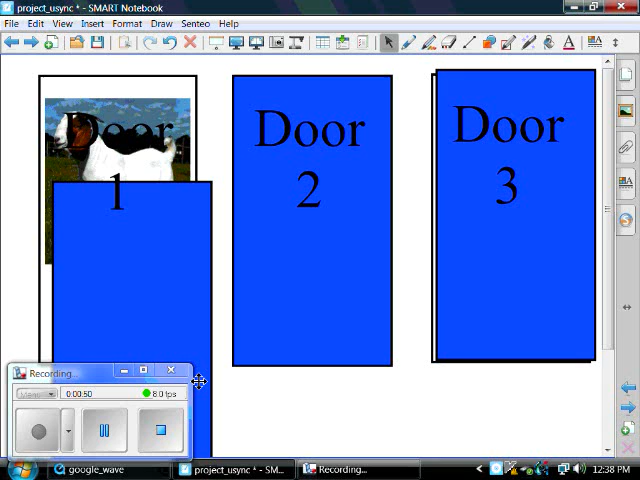 project_usync * - SMART Notebook
File Edit View Insert Format Draw Senteo Help
Door
1
Door
2
Door
3
Recording...
Menu
0:00:50
8.0 fps
google_wave
project_usync * - SM...
Recording...
12:38 PM